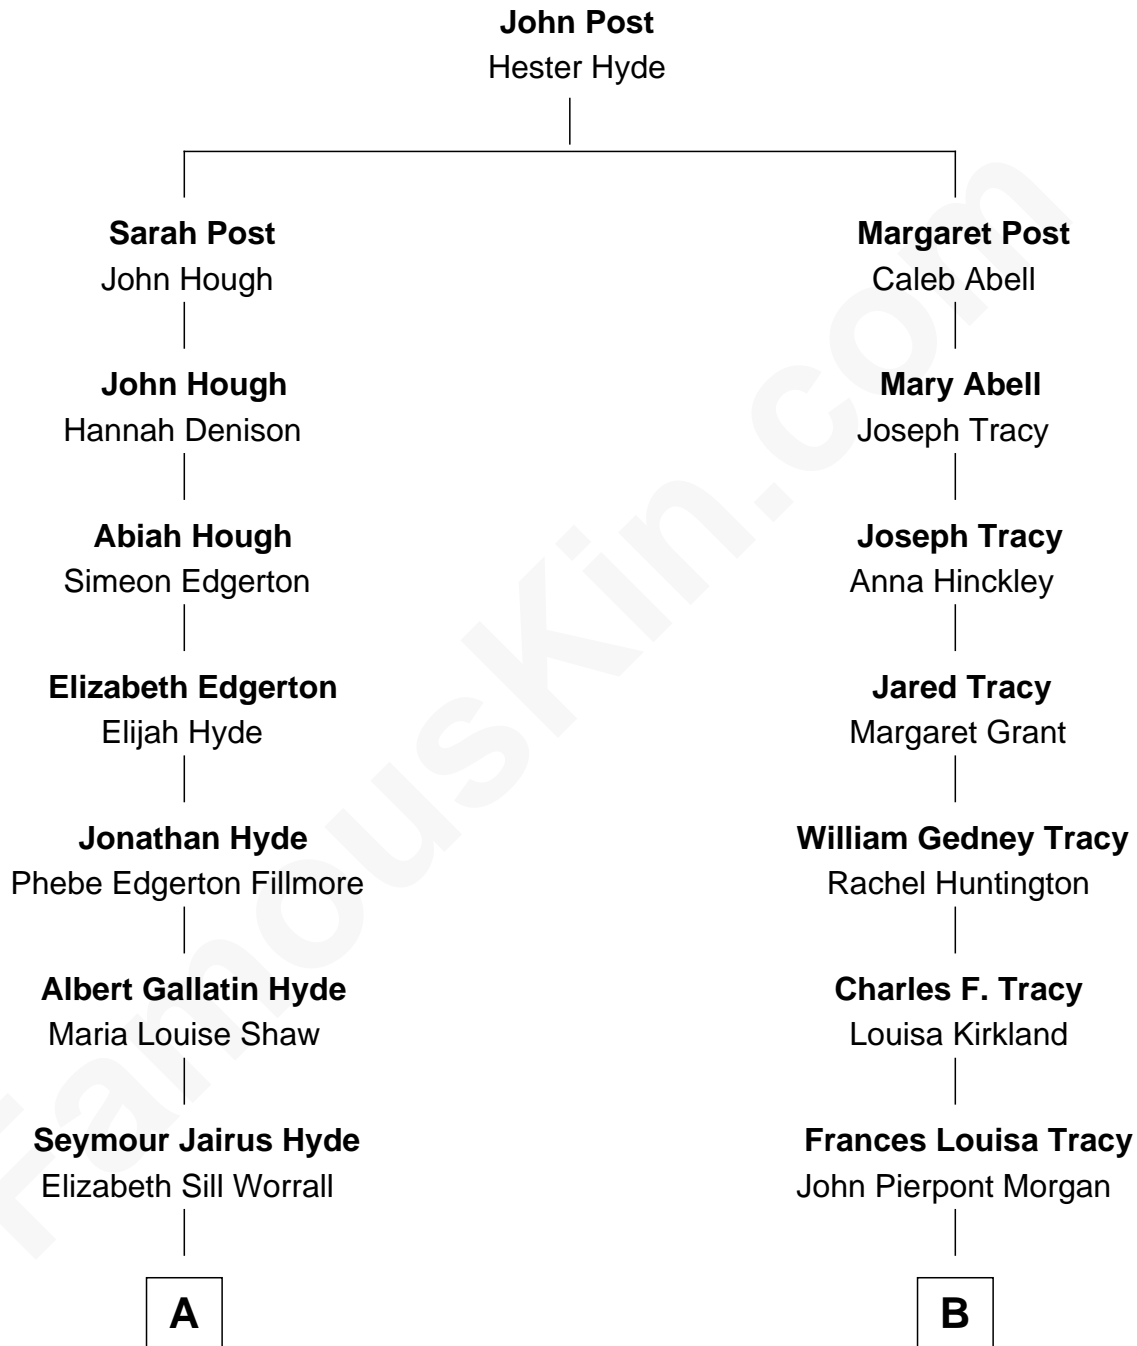 John Post
Hester Hyde
Sarah Post
John Hough
Margaret Post
Caleb Abell
John Hough
Hannah Denison
Mary Abell
Joseph Tracy
Abiah Hough
Simeon Edgerton
Joseph Tracy
Anna Hinckley
Elizabeth Edgerton
Elijah Hyde
Jared Tracy
Margaret Grant
Jonathan Hyde
Phebe Edgerton Fillmore
William Gedney Tracy
Rachel Huntington
Albert Gallatin Hyde
Maria Louise Shaw
Charles F. Tracy
Louisa Kirkland
Seymour Jairus Hyde
Elizabeth Sill Worrall
Frances Louisa Tracy
John Pierpont Morgan
A
B
FamousKin.com